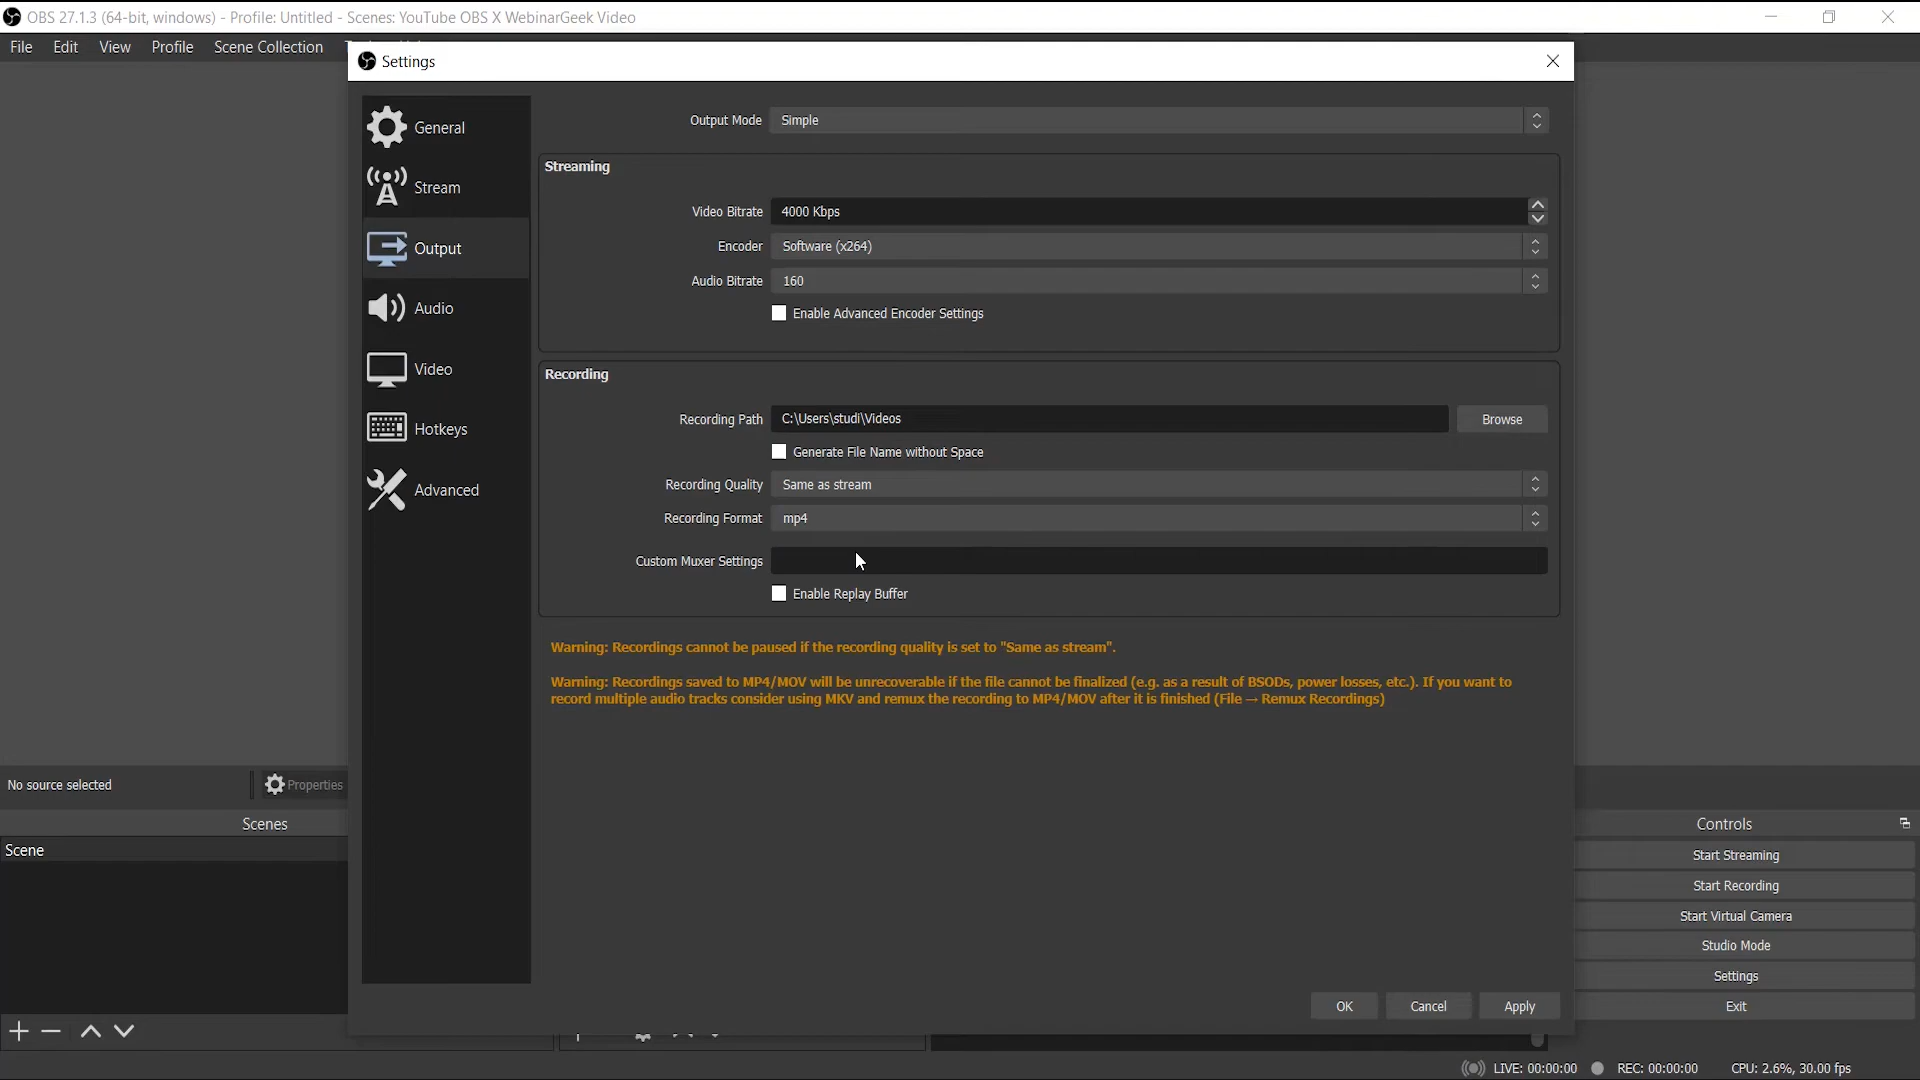 OBS 27.1.3 (64-bit, windows) - Profile: Untitled - Scenes: YouTube OBS X WebinarGeek Video
File Edit View Profile Scene Collection
Settings
General
Stream
Output
Audio
Video
Hotkeys
Advanced
Output Mode Simple
Streaming
Video Bitrate 4000 Kbps
Encoder Software (x264)
Audio Bitrate 160
Enable Advanced Encoder Settings
Recording
Recording Path C:\Users\studi\Videos Browse
Generate File Name without Space
Recording Quality Same as stream
Recording Format mp4
Custom Muxer Settings
Enable Replay Buffer
Warning: Recordings cannot be paused if the recording quality is set to "Same as stream".
Warning: Recordings saved to MP4/MOV will be unrecoverable if the file cannot be finalized (e.g. as a result of BSODs, power losses, etc.). If you want to
record multiple audio tracks consider using MKV and remux the recording to MP4/MOV after it is finished (File → Remux Recordings)
OK Cancel Apply
No source selected Properties
Scenes
Scene
Controls
Start Streaming
Start Recording
Start Virtual Camera
Studio Mode
Settings
Exit
LIVE: 00:00:00 REC: 00:00:00 CPU: 2.6%, 30.00 fps